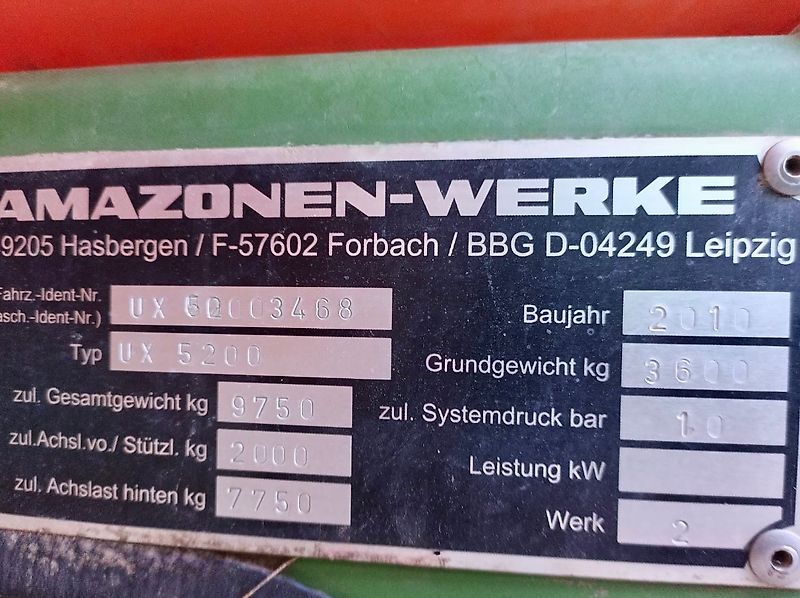 AMAZONEN-WERKE
9205 Hasbergen / F-57602 Forbach / BBG D-04249 Leipzig
Fahrz.-Ident-Nr.
asch.-Ident-Nr.) UX
Typ UX 5200
zul. Gesamtgewicht kg 9750
zul.Achsl.vo./ Stützl. kg 2000
zul. Achslast hinten kg 7750
Baujahr 2010
Grundgewicht kg 3600
zul. Systemdruck bar 10
Leistung kW
Werk 2